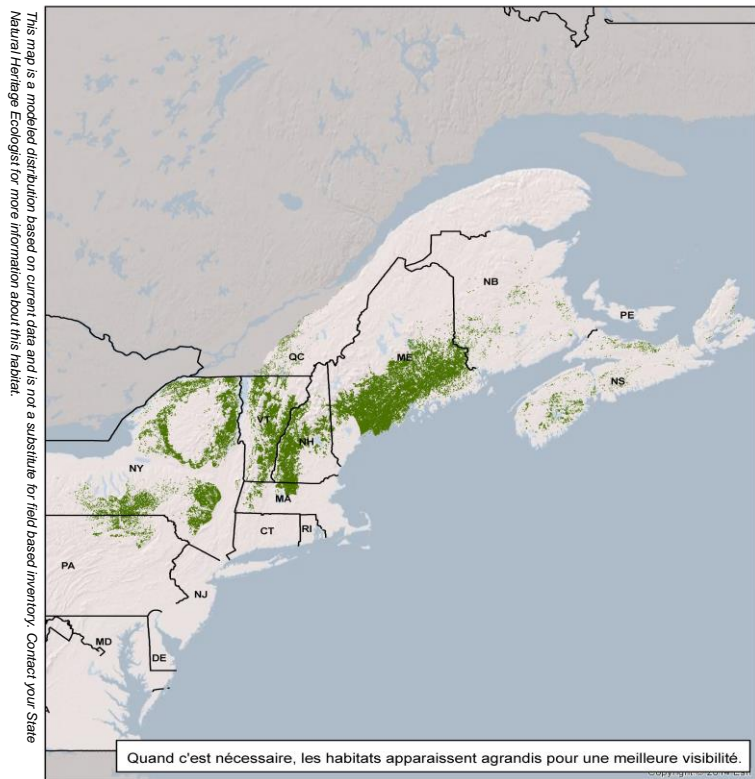 This map is a modeled distribution based on current data and is not a substitute for field based inventory. Contact your State
Natural Heritage Ecologist for more information about this habitat.
NB
PE
QC
ME
NS
VT
NH
NY
MA
CT
RI
PA
NJ
MD
DE
A
Quand c'est nécessaire, les habitats apparaissent agrandis pour une meilleure visibilité.